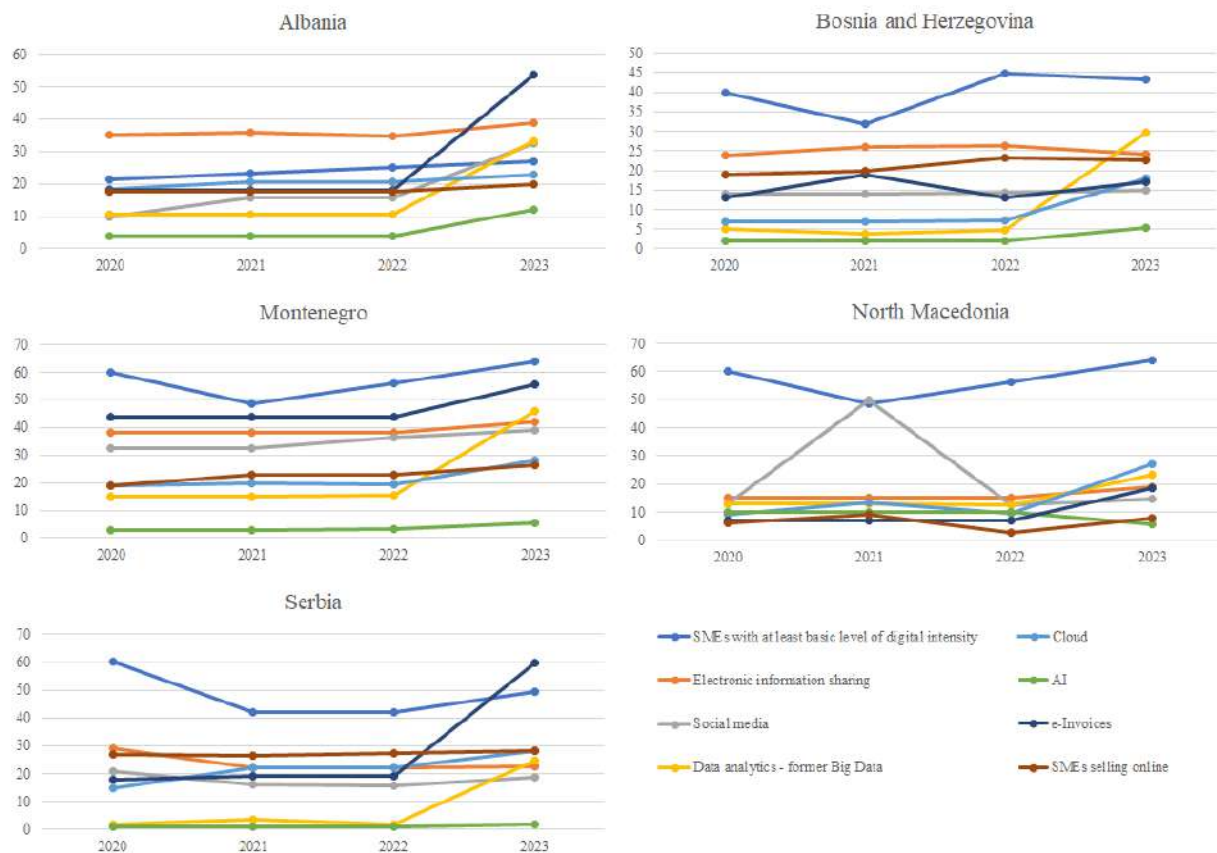 Albania
60
50
40
30
20
10
0
2020 2021 2022 2023
Bosnia and Herzegovina
50
45
40
35
30
25
20
15
10
5
0
2020 2021 2022 2023
Montenegro
70
60
50
40
30
20
10
0
2020 2021 2022 2023
North Macedonia
70
60
50
40
30
20
10
0
2020 2021 2022 2023
Serbia
70
60
50
40
30
20
10
0
2020 2021 2022 2023
SMEs with at least basic level of digital intensity
Cloud
Electronic information sharing
AI
Social media
e-Invoices
Data analytics - former Big Data
SMEs selling online